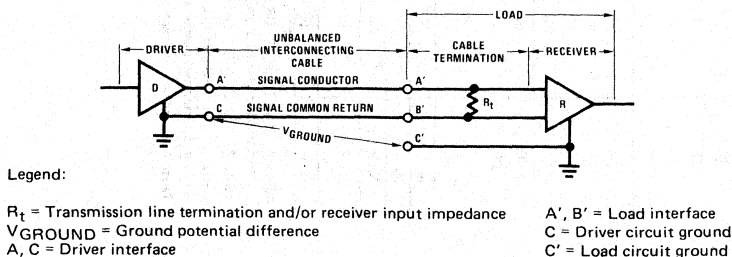 LOAD
DRIVER
UNBALANCED
INTERCONNECTING
CABLE
CABLE
TERMINATION
RECEIVER
D
A'
SIGNAL CONDUCTOR
A'
C
SIGNAL COMMON RETURN
B'
Rt
R
VGROUND
C'
Legend:
Rt = Transmission line termination and/or receiver input impedance
VGROUND = Ground potential difference
A, C = Driver interface
A', B' = Load interface
C = Driver circuit ground
C' = Load circuit ground